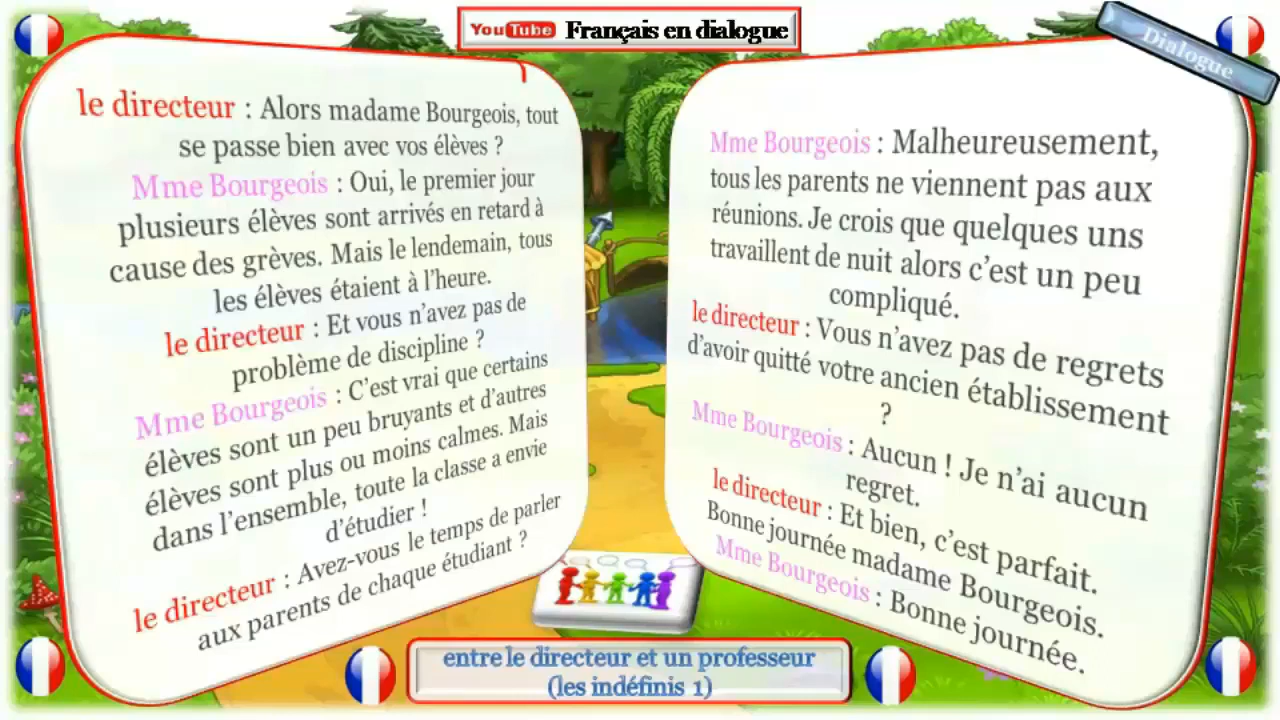 YouTube Français en dialogue
Dialogue
le directeur : Alors madame Bourgeois, tout
se passe bien avec vos élèves ?
Mme Bourgeois : Oui, le premier jour
plusieurs élèves sont arrivés en retard à
cause des grèves. Mais le lendemain, tous
les élèves étaient à l'heure.
le directeur : Et vous n'avez pas de
problème de discipline ?
Mme Bourgeois : C'est vrai que certains
élèves sont un peu bruyants et d'autres
élèves sont plus ou moins calmes. Mais
dans l'ensemble, toute la classe a envie
d'étudier !
le directeur : Avez-vous le temps de parler
aux parents de chaque étudiant ?
Mme Bourgeois : Malheureusement,
tous les parents ne viennent pas aux
réunions. Je crois que quelques uns
travaillent de nuit alors c'est un peu
compliqué.
le directeur : Vous n'avez pas de regrets
d'avoir quitté votre ancien établissement
?
Mme Bourgeois : Aucun ! Je n'ai aucun
regret.
le directeur : Et bien, c'est parfait.
Bonne journée madame Bourgeois.
Mme Bourgeois : Bonne journée.
entre le directeur et un professeur
(les indéfinis 1)